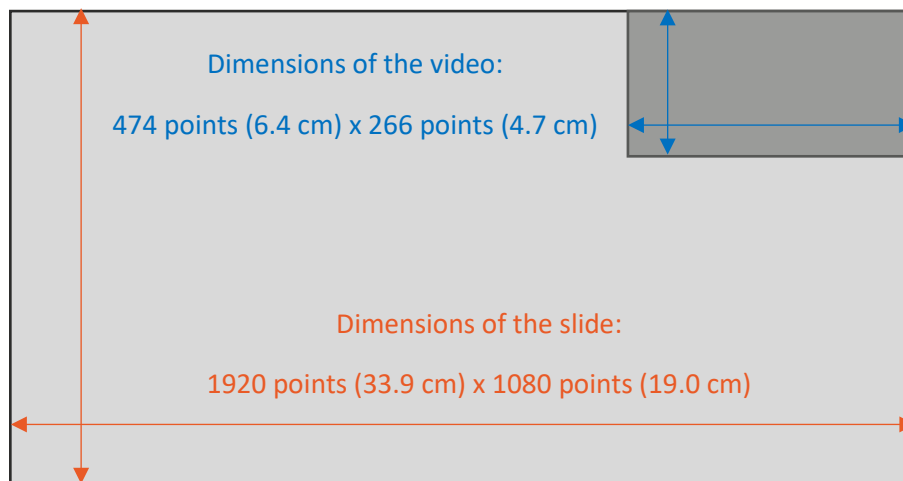 Dimensions of the video:
474 points (6.4 cm) x 266 points (4.7 cm)
Dimensions of the slide:
1920 points (33.9 cm) x 1080 points (19.0 cm)